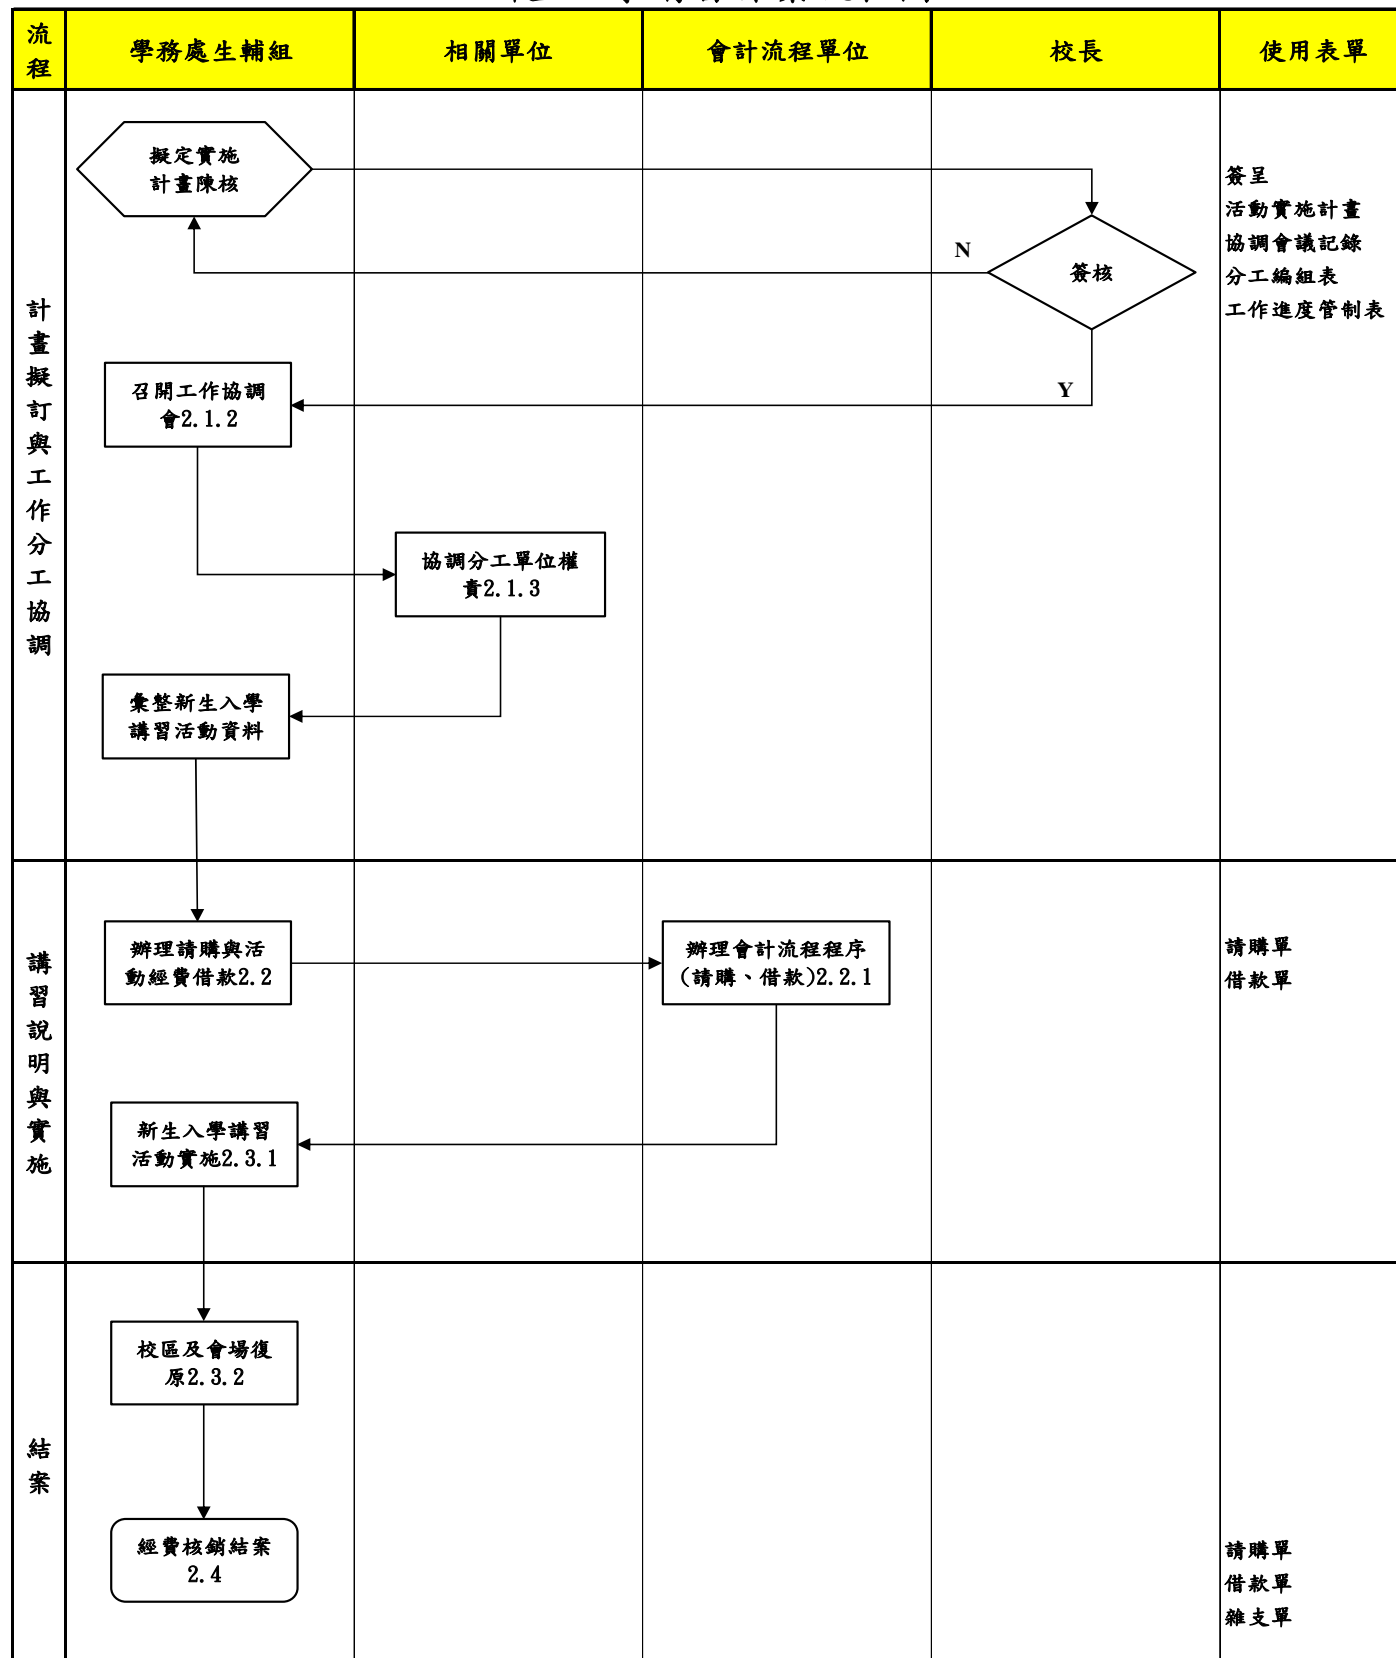 流程
學務處生輔組
相關單位
會計流程單位
校長
使用表單
計畫擬訂與工作分工協調
擬定實施
計畫陳核
簽核
N
Y
簽呈
活動實施計畫
協調會議記錄
分工編組表
工作進度管制表
召開工作協調
會2.1.2
協調分工單位權
責2.1.3
彙整新生入學
講習活動資料
講習說明與實施
辦理請購與活
動經費借款2.2
辦理會計流程程序
(請購、借款)2.2.1
請購單
借款單
新生入學講習
活動實施2.3.1
結案
校區及會場復
原2.3.2
經費核銷結案
2.4
請購單
借款單
雜支單